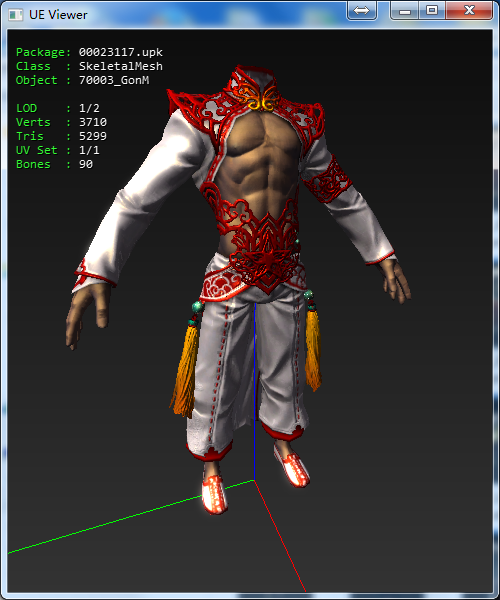 UE Viewer
Package: 00023117.upk
Class  : SkeletalMesh
Object : 70003_GonM
LOD    : 1/2
Verts  : 3710
Tris   : 5299
UV Set : 1/1
Bones  : 90